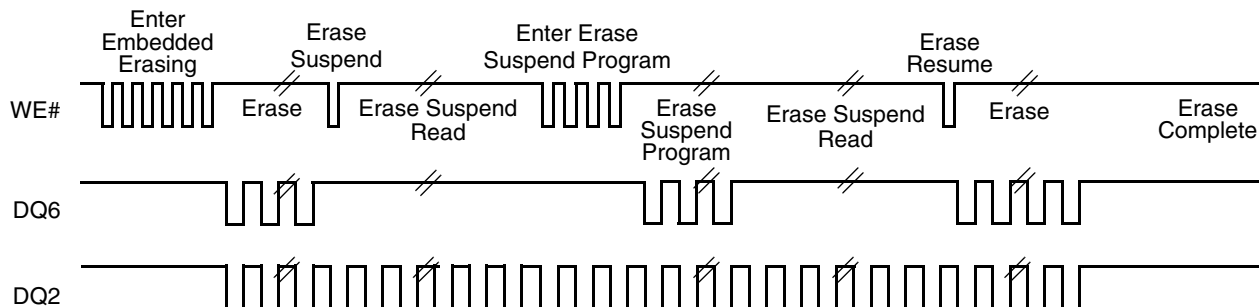 Enter
Embedded
Erasing
Erase
Suspend
Enter Erase
Suspend Program
Erase
Resume
WE#
Erase
Erase Suspend
Read
Erase
Suspend
Program
Erase Suspend
Read
Erase
Erase
Complete
DQ6
DQ2